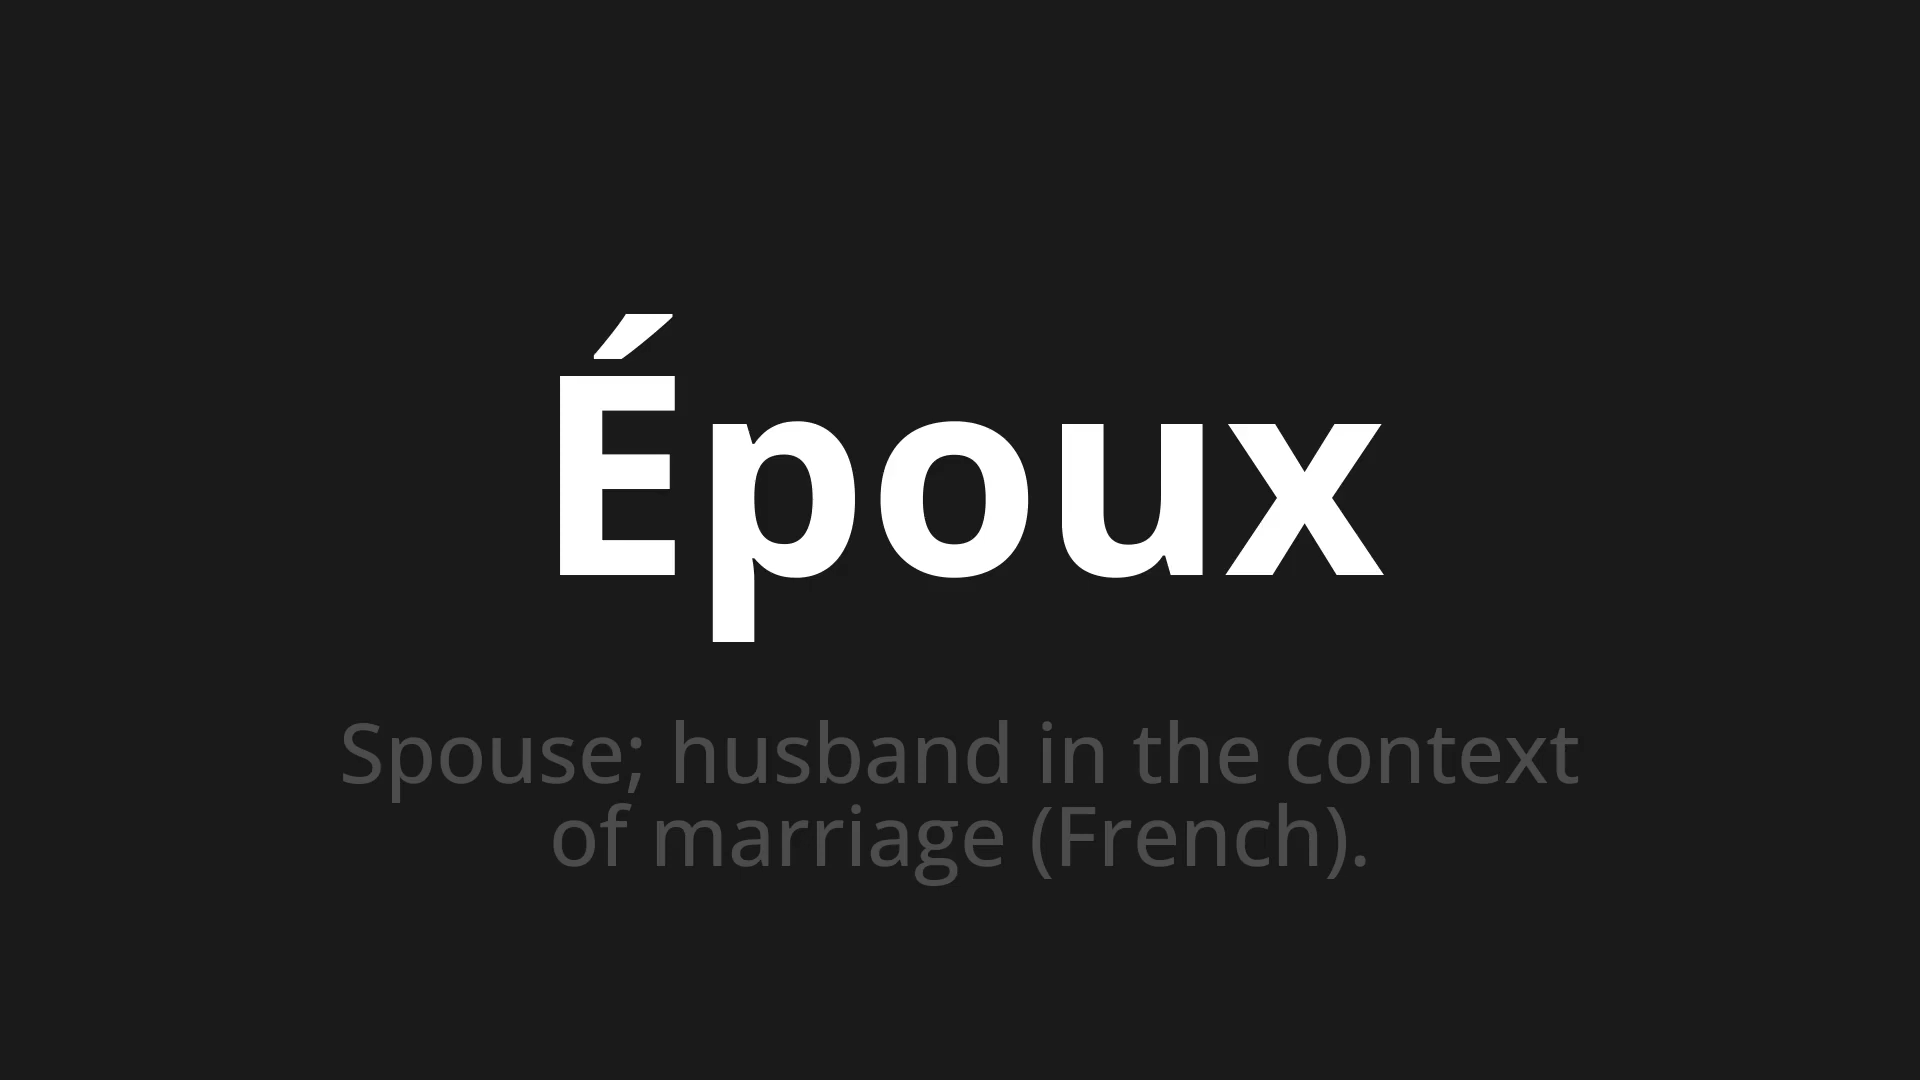 Époux
Spouse; husband in the context
of marriage (French).